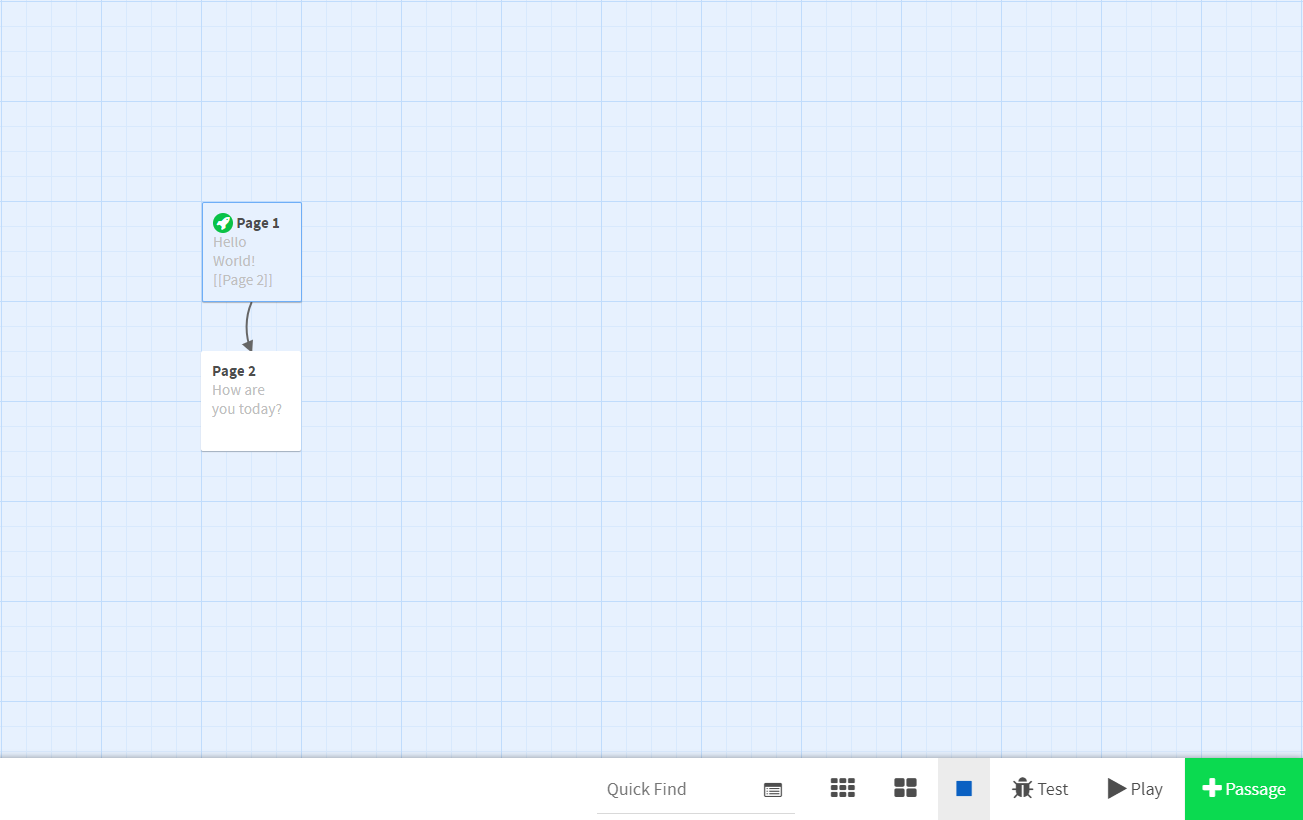 Page 1
Hello
World!
[[Page 2]]
Page 2
How are
you today?
Quick Find
Test
Play
Passage